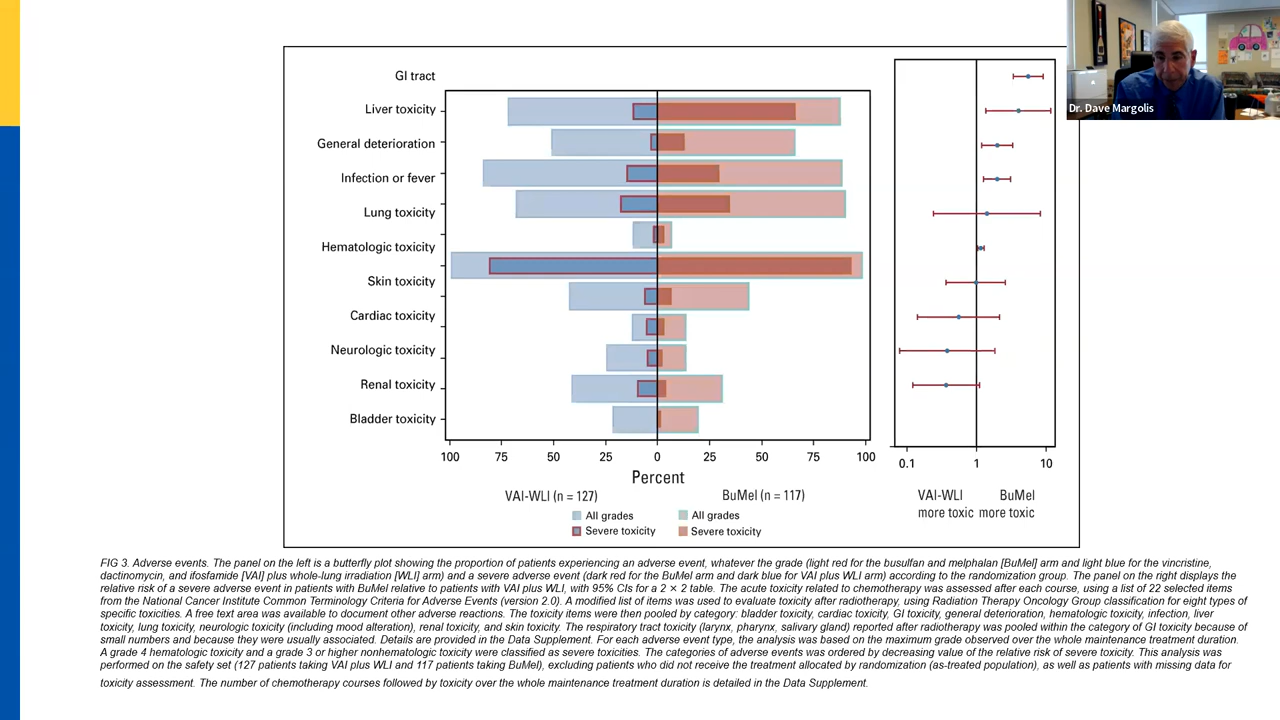 Dr. Dave Margolis
GI tract
Liver toxicity
General deterioration
Infection or fever
Lung toxicity
Hematologic toxicity
Skin toxicity
Cardiac toxicity
Neurologic toxicity
Renal toxicity
Bladder toxicity
100 75 50 25 0 25 50 75 100
Percent
VAI-WLI (n = 127) BuMel (n = 117)
All grades All grades
Severe toxicity Severe toxicity
0.1 1 10
VAI-WLI BuMel
more toxic more toxic
FIG 3. Adverse events. The panel on the left is a butterfly plot showing the proportion of patients experiencing an adverse event, whatever the grade (light red for the busulfan and melphalan [BuMel] arm and light blue for the vincristine,
dactinomycin, and ifosfamide [VAI] plus whole-lung irradiation [WLI] arm) and a severe adverse event (dark red for the BuMel arm and dark blue for VAI plus WLI arm) according to the randomization group. The panel on the right displays the
relative risk of a severe adverse event in patients with BuMel relative to patients with VAI plus WLI, with 95% CIs for a 2 × 2 table. The acute toxicity related to chemotherapy was assessed after each course, using a list of 22 selected items
from the National Cancer Institute Common Terminology Criteria for Adverse Events (version 2.0). A modified list of items was used to evaluate toxicity after radiotherapy, using Radiation Therapy Oncology Group classification for eight types of
specific toxicities. A free text area was available to document other adverse reactions. The toxicity items were then pooled by category: bladder toxicity, cardiac toxicity, GI toxicity, general deterioration, hematologic toxicity, infection, liver
toxicity, lung toxicity, neurologic toxicity (including mood alteration), renal toxicity, and skin toxicity. The respiratory tract toxicity (larynx, pharynx, salivary gland) reported after radiotherapy was pooled within the category of GI toxicity because of
small numbers and because they were usually associated. Details are provided in the Data Supplement. For each adverse event type, the analysis was based on the maximum grade observed over the whole maintenance treatment duration.
A grade 4 hematologic toxicity and a grade 3 or higher nonhematologic toxicity were classified as severe toxicities. The categories of adverse events was ordered by decreasing value of the relative risk of severe toxicity. This analysis was
performed on the safety set (127 patients taking VAI plus WLI and 117 patients taking BuMel), excluding patients who did not receive the treatment allocated by randomization (as-treated population), as well as patients with missing data for
toxicity assessment. The number of chemotherapy courses followed by toxicity over the whole maintenance treatment duration is detailed in the Data Supplement.